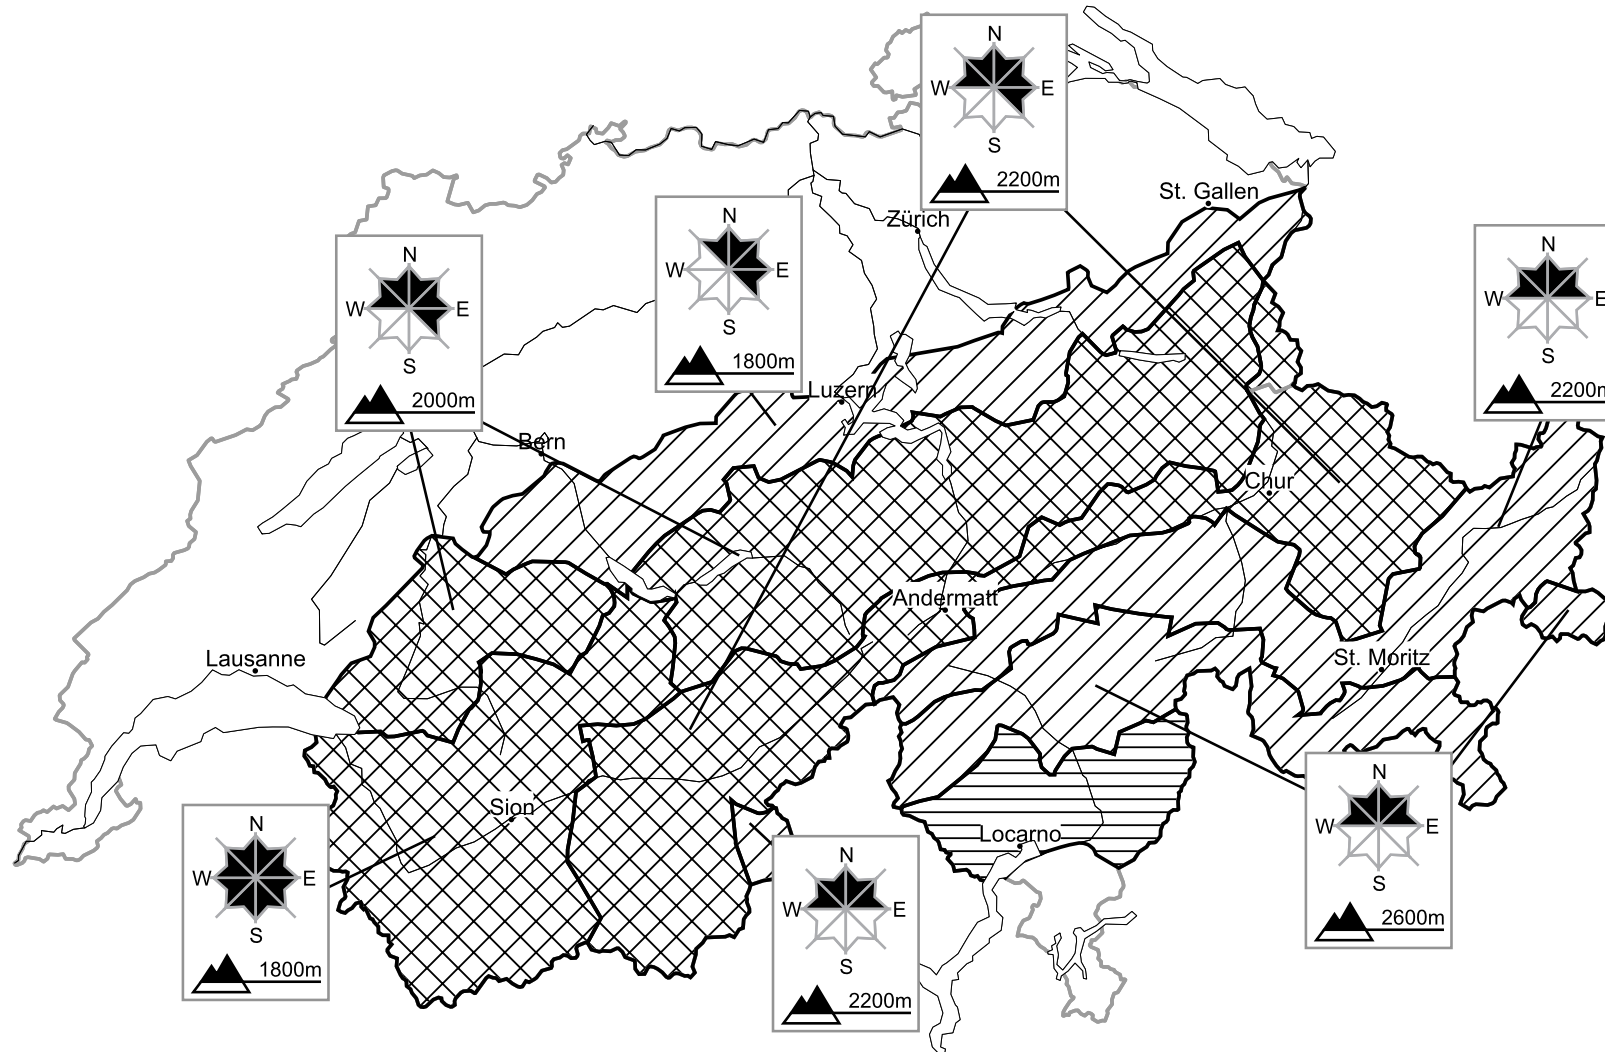 N
W E
S
2200m
St. Gallen
Zürich
N
W E
S
1800m
N
W E
S
2000m
N
W E
S
2200m
Luzern
Bern
Chur
Andermatt
Lausanne
St. Moritz
Sion
Locarno
N
W E
S
1800m
N
W E
S
2200m
N
W E
S
2600m